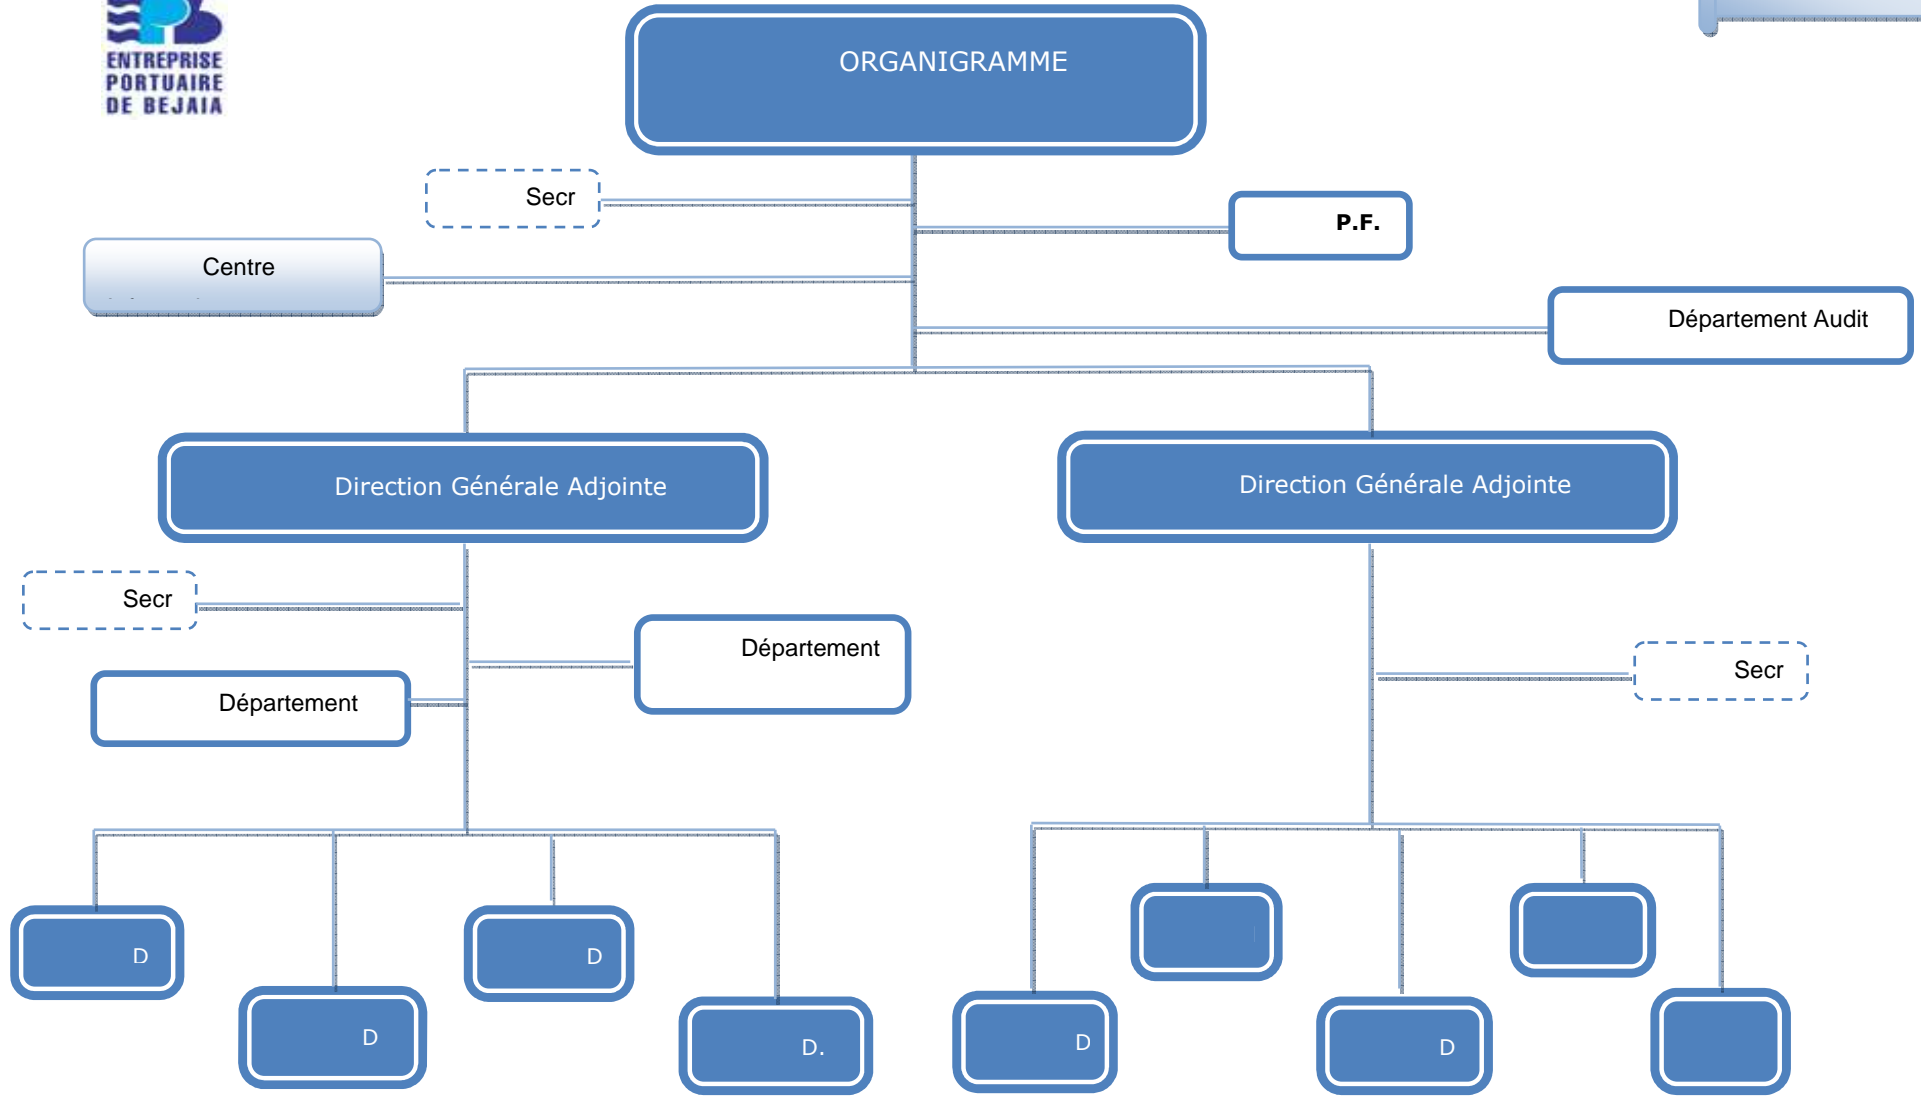 ENTREPRISE
PORTUAIRE
DE BEJAIA
ORGANIGRAMME
Secr
P.F.
Centre
Département Audit
Direction Générale Adjointe
Direction Générale Adjointe
Secr
Département
Secr
Département
D
D
D
D.
D
D